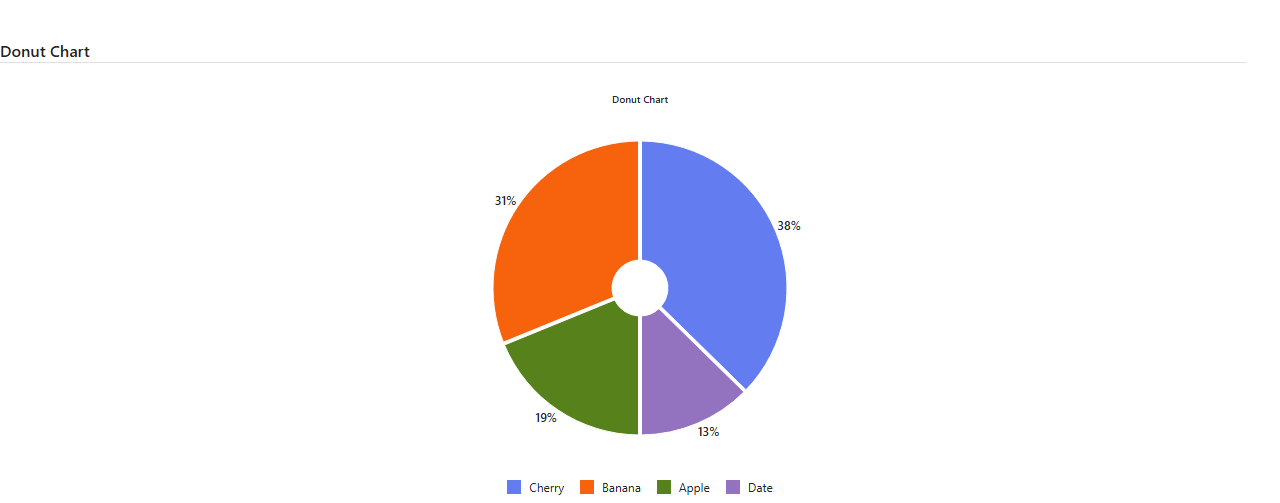 Donut Chart
Donut Chart
31%
38%
19%
13%
Cherry Banana Apple Date